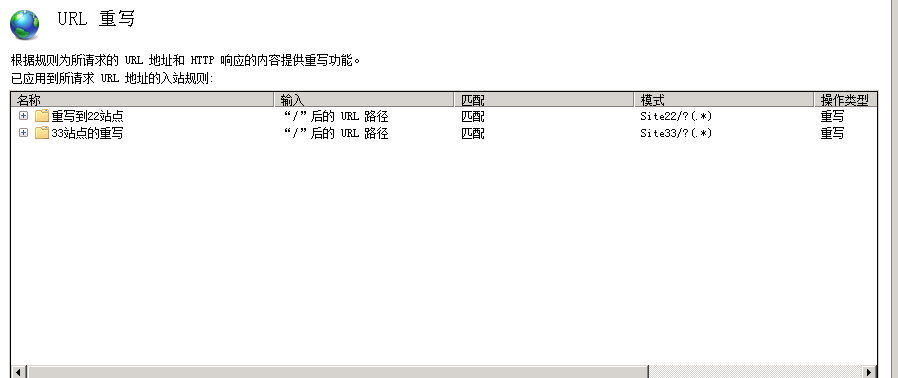 URL 重写
根据规则为所请求的 URL 地址和 HTTP 响应的内容提供重写功能。
已应用到所请求 URL 地址的入站规则:
名称 输入 匹配 模式 操作类型
重写到22站点 “/”后的 URL 路径 匹配 Site22/?(.*) 重写
33站点的重写 “/”后的 URL 路径 匹配 Site33/?(.*) 重写